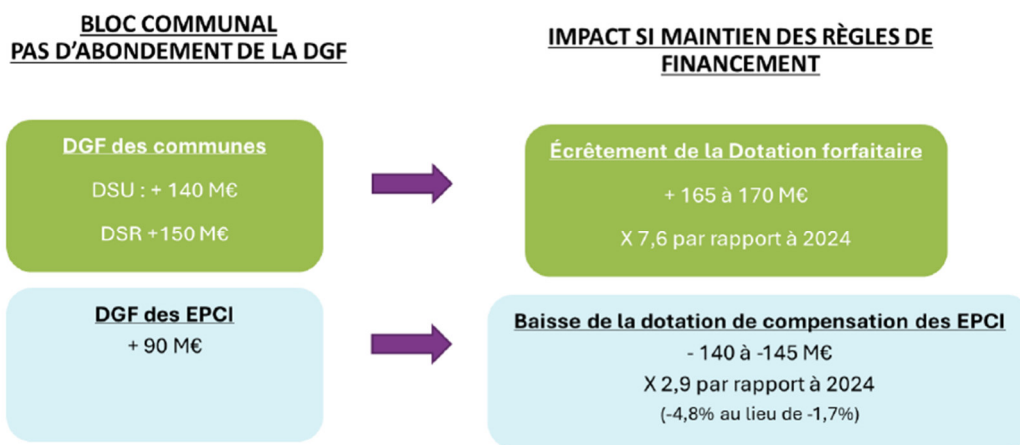 BLOC COMMUNAL
PAS D'ABONDEMENT DE LA DGF
IMPACT SI MAINTIEN DES RÈGLES DE
FINANCEMENT
DGF des communes
DSU : + 140 M€
DSR +150 M€
Écrêtement de la Dotation forfaitaire
+ 165 à 170 M€
X 7,6 par rapport à 2024
DGF des EPCI
+ 90 M€
Baisse de la dotation de compensation des EPCI
- 140 à -145 M€
X 2,9 par rapport à 2024
(-4,8% au lieu de -1,7%)